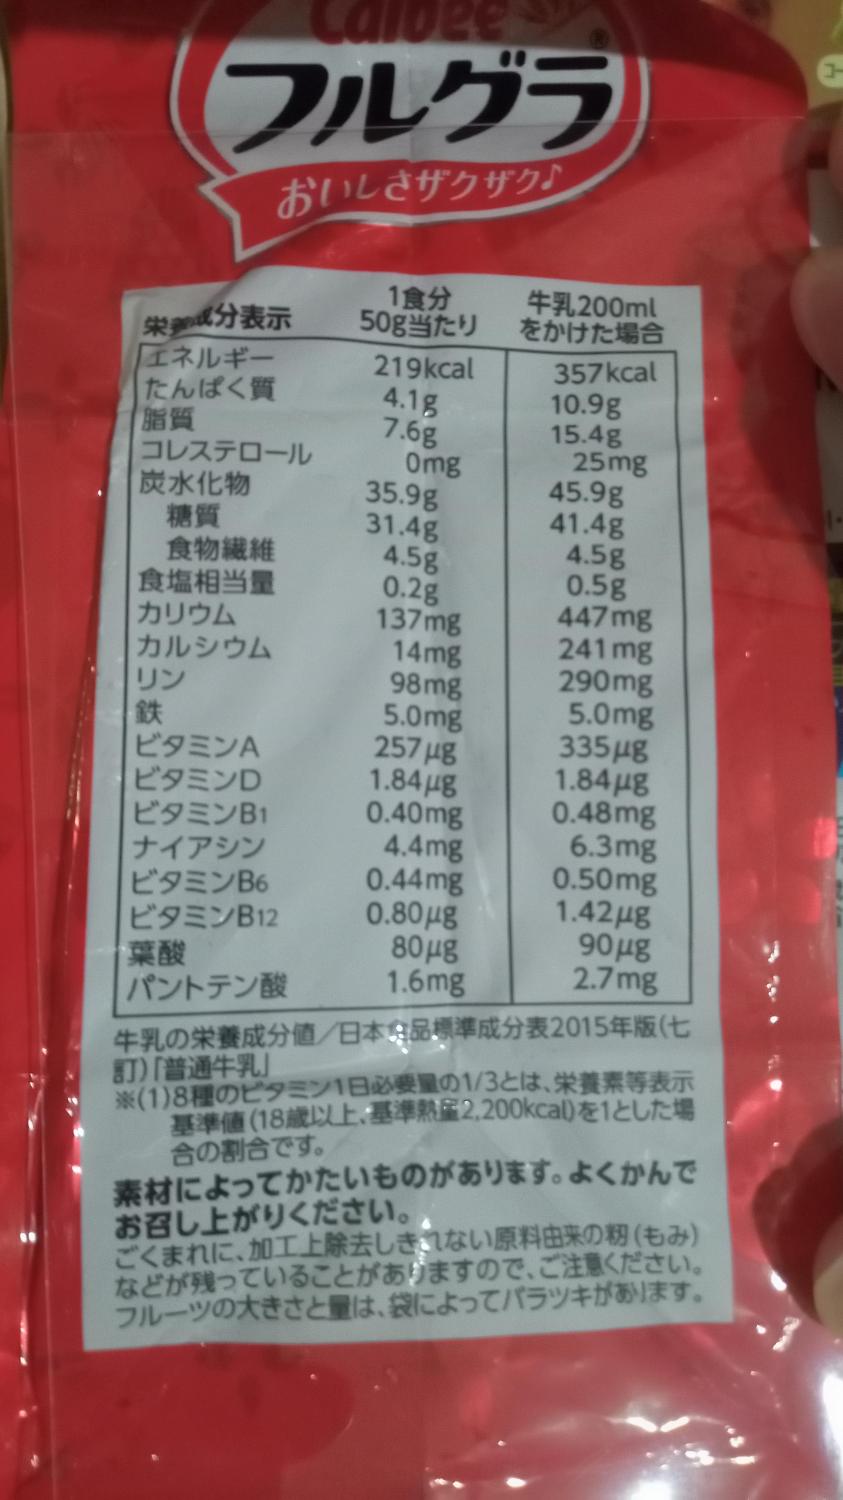 Calbee
フルグラ®
おいしさザクザク♪
栄養成分表示 1食分50g当たり 牛乳200mlをかけた場合
エネルギー 219kcal 357kcal
たんぱく質 4.1g 10.9g
脂質 7.6g 15.4g
コレステロール 0mg 25mg
炭水化物 35.9g 45.9g
糖質 31.4g 41.4g
食物繊維 4.5g 4.5g
食塩相当量 0.2g 0.5g
カリウム 137mg 447mg
カルシウム 14mg 241mg
リン 98mg 290mg
鉄 5.0mg 5.0mg
ビタミンA 257μg 335μg
ビタミンD 1.84μg 1.84μg
ビタミンB1 0.40mg 0.48mg
ナイアシン 4.4mg 6.3mg
ビタミンB6 0.44mg 0.50mg
ビタミンB12 0.80μg 1.42μg
葉酸 80μg 90μg
パントテン酸 1.6mg 2.7mg
牛乳の栄養成分値/日本食品標準成分表2015年版(七
訂)「普通牛乳」
※(1)8種のビタミン1日必要量の1/3とは、栄養素等表示
基準値(18歳以上、基準熱量2,200kcal)を1とした場
合の割合です。
素材によってかたいものがあります。よくかんで
お召し上がりください。
ごくまれに、加工上除去しきれない原料由来の籾(もみ)
などが残っていることがありますので、ご注意ください。
フルーツの大きさと量は、袋によってバラツキがあります。